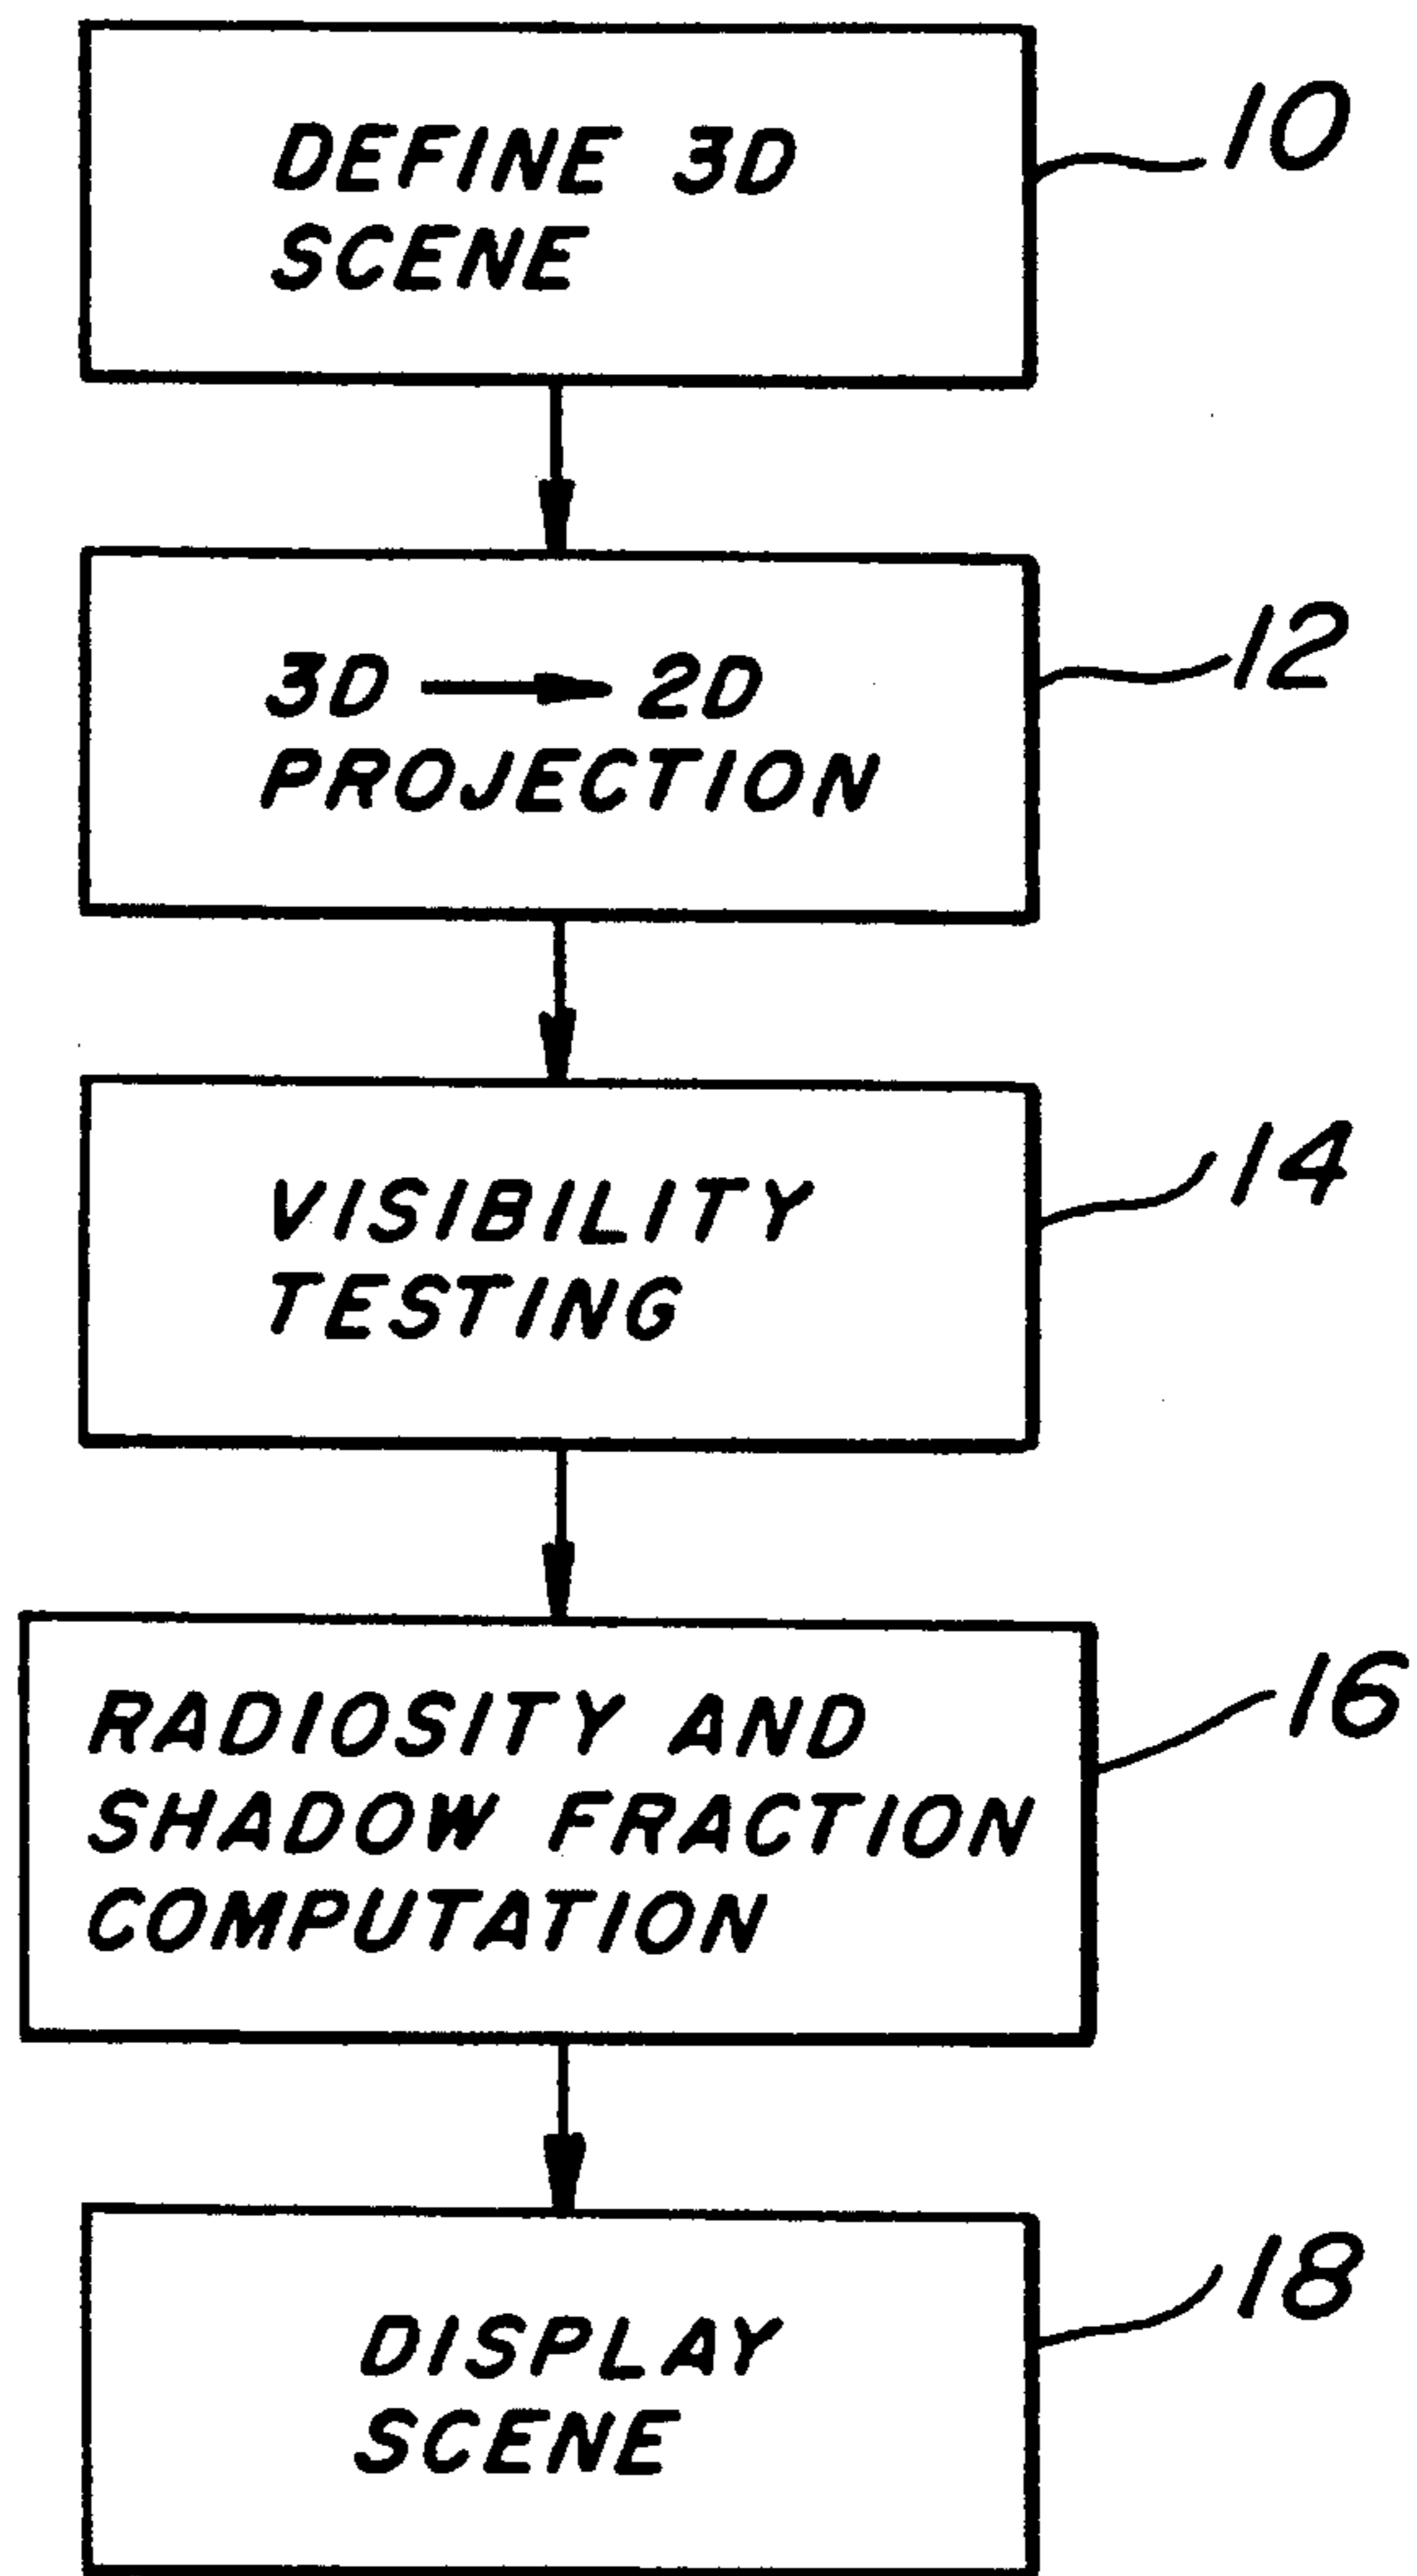 DEFINE 3D
SCENE
10
3D → 2D
PROJECTION
12
VISIBILITY
TESTING
14
RADIOSITY AND
SHADOW FRACTION
COMPUTATION
16
DISPLAY
SCENE
18